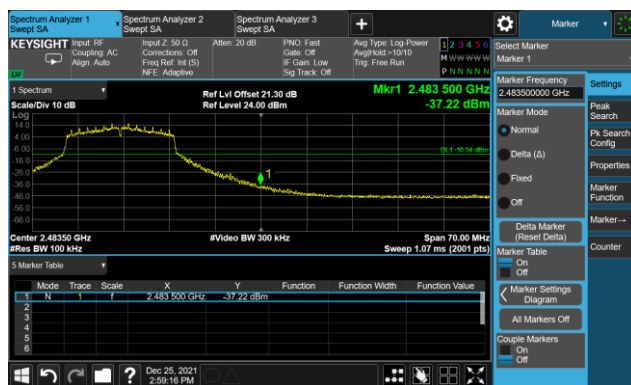 Spectrum Analyzer 1
Swept SA
Spectrum Analyzer 2
Swept SA
Spectrum Analyzer 3
Swept SA
+
Marker
KEYSIGHT
Input: RF
Coupling: AC
Align: Auto
Input Z: 50 Ω
Corrections: Off
Freq Ref: Int (S)
NFE: Adaptive
Atten: 20 dB
PNO: Fast
Gate: Off
IF Gain: Low
Sig Track: Off
Avg Type: Log-Power
Avg|Hold:>10/10
Trig: Free Run
1 2 3 4 5 6
M W W W W W
P N N N N N
Select Marker
Marker 1
1 Spectrum
Scale/Div 10 dB
Log
Ref Lvl Offset 21.30 dB
Ref Level 24.00 dBm
Mkr1 2.483 500 GHz
-37.22 dBm
14.0
4.00
-6.00
-16.0
-26.0
-36.0
-46.0
-56.0
-66.0
DL1 -10.54 dBm
1
Center 2.48350 GHz
#Res BW 100 kHz
#Video BW 300 kHz
Span 70.00 MHz
Sweep 1.07 ms (2001 pts)
5 Marker Table
Mode Trace Scale X Y Function Function Width Function Value
1 N 1 f 2.483 500 GHz -37.22 dBm
2
3
4
5
6
Marker Frequency
2.483500000 GHz
Marker Mode
Normal
Delta (Δ)
Fixed
Off
Delta Marker
(Reset Delta)
Marker Table
On
Off
Marker Settings
Diagram
All Markers Off
Couple Markers
On
Off
Settings
Peak
Search
Pk Search
Config
Properties
Marker
Function
Marker→
Counter
?
Dec 25, 2021
2:59:16 PM